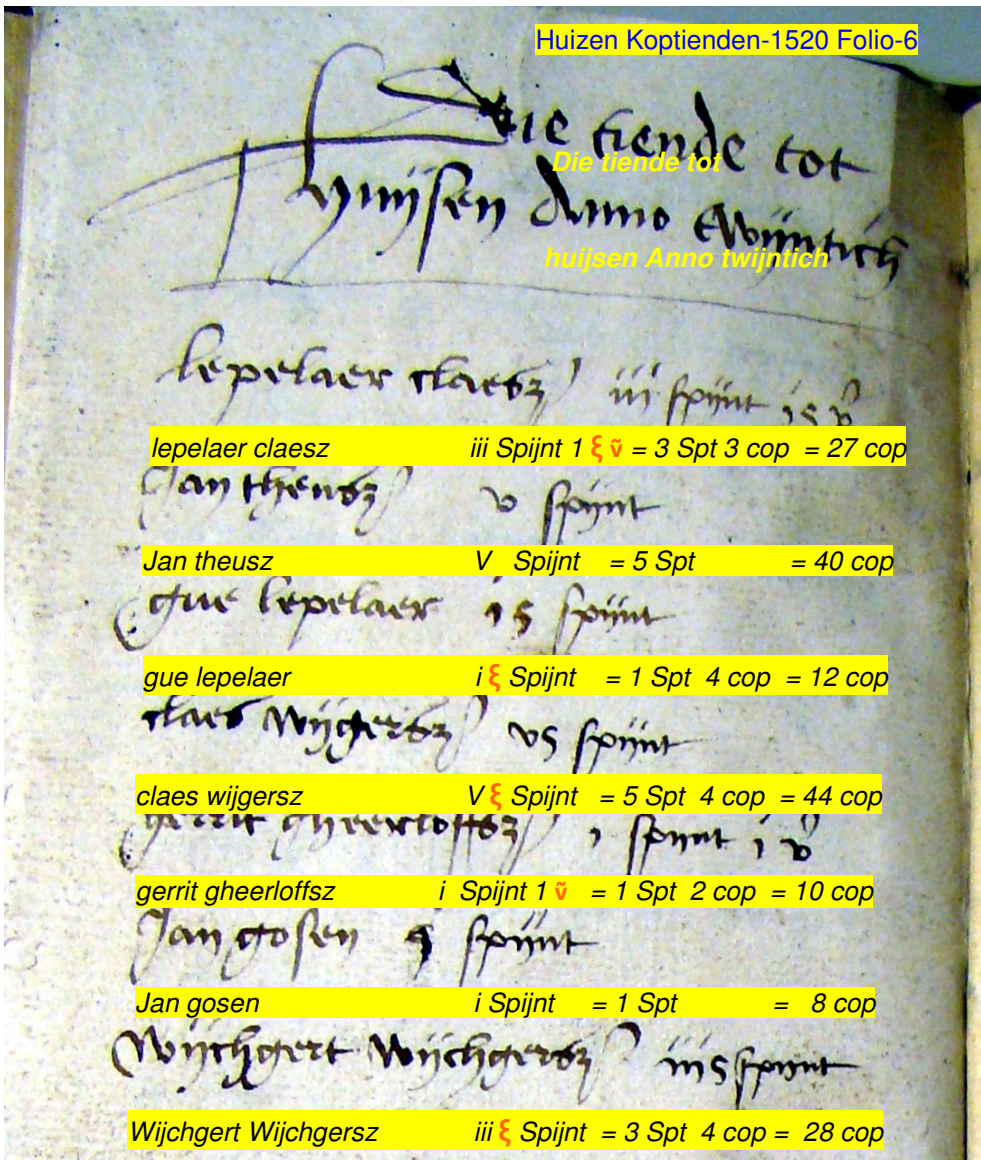 Huizen Koptienden-1520 Folio-6
Die tiende tot
Die tiende tot
huijsen Anno twijntich
huijsen Anno twijntich
lepelaer claesz iii spijnt i ξ ṽ
lepelaer claesz iii Spijnt 1 ξ ṽ = 3 Spt 3 cop = 27 cop
Jan theusz v spijnt
Jan theusz V Spijnt = 5 Spt = 40 cop
gue lepelaer i ξ spijnt
gue lepelaer i ξ Spijnt = 1 Spt 4 cop = 12 cop
claes wijgersz v ξ spijnt
claes wijgersz V ξ Spijnt = 5 Spt 4 cop = 44 cop
gerrit gheerloffsz i spijnt i ṽ
gerrit gheerloffsz i Spijnt 1 ṽ = 1 Spt 2 cop = 10 cop
Jan gosen spijnt
Jan gosen i Spijnt = 1 Spt = 8 cop
Wijchgert Wijchgersz iii ξ spijnt
Wijchgert Wijchgersz iii ξ Spijnt = 3 Spt 4 cop = 28 cop